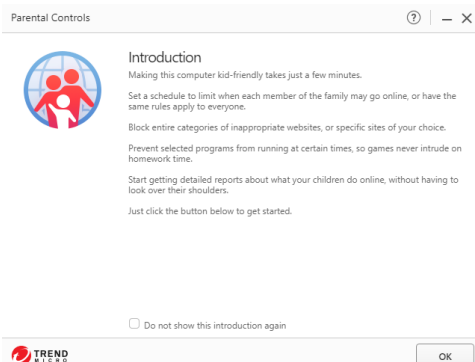 Parental Controls
?
Introduction
Making this computer kid-friendly takes just a few minutes.
Set a schedule to limit when each member of the family may go online, or have the
same rules apply to everyone.
Block entire categories of inappropriate websites, or specific sites of your choice.
Prevent selected programs from running at certain times, so games never intrude on
homework time.
Start getting detailed reports about what your children do online, without having to
look over their shoulders.
Just click the button below to get started.
Do not show this introduction again
TREND
MICRO
OK